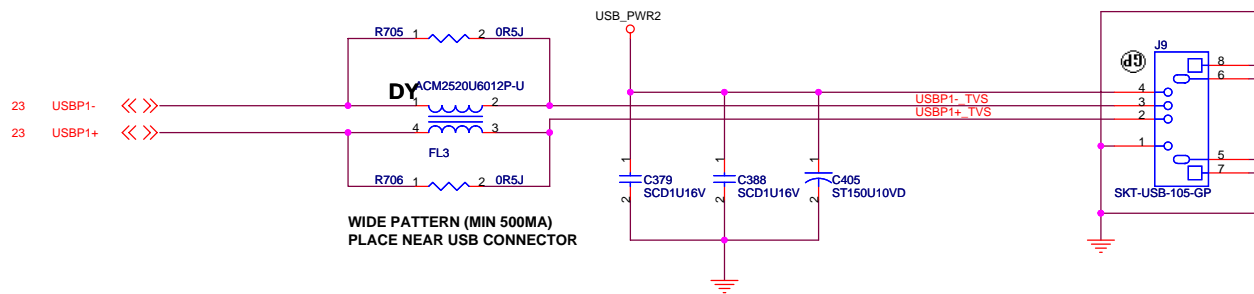 USB_PWR2
R705 1 2 0R5J
J9
GP
8
6
DY ACM2520U6012P-U
23 USBP1-
1 2
USBP1-_TVS
4
3
23 USBP1+
4 3
USBP1+_TVS
2
FL3
1
5
7
R706 1 2 0R5J
1 C379
2 SCD1U16V
1 C388
2 SCD1U16V
1 C405
2 ST150U10VD
SKT-USB-105-GP
WIDE PATTERN (MIN 500MA)
PLACE NEAR USB CONNECTOR